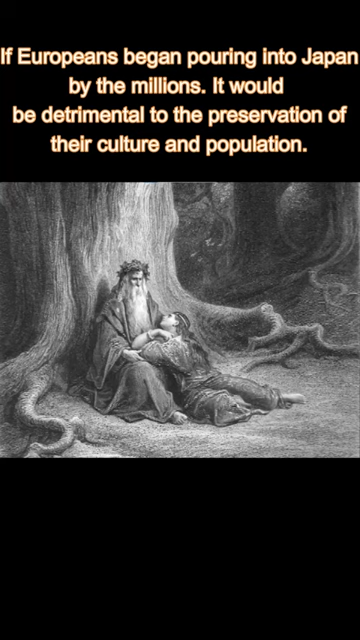 If Europeans began pouring into Japan
by the millions. It would
be detrimental to the preservation of
their culture and population.